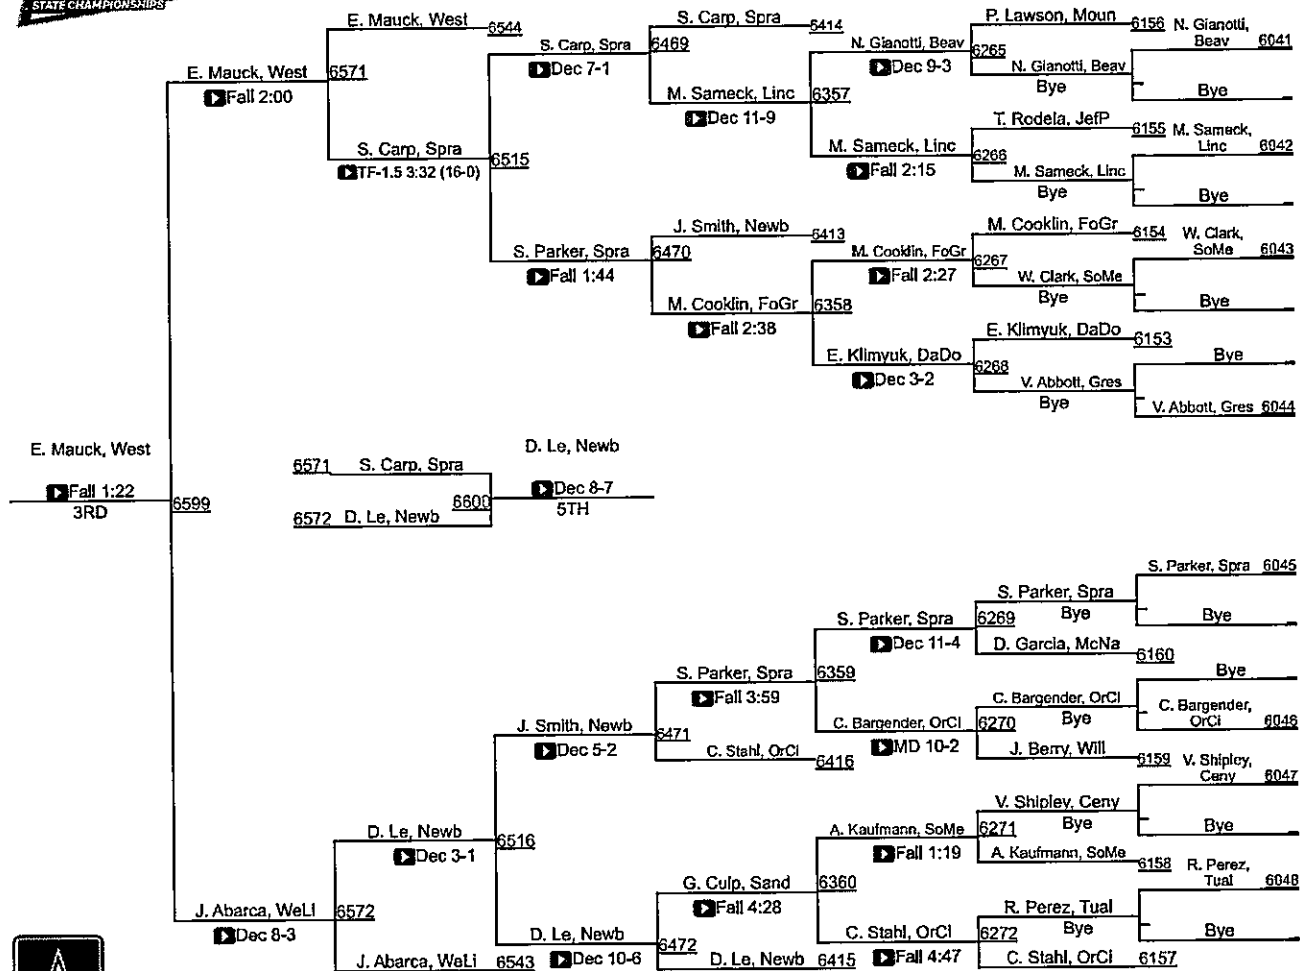 STATE CHAMPIONSHIPS
E. Mauck, West 6544
S. Carp, Spra 6414
P. Lawson, Moun 6156
N. Gianotti, Beav 6041
S. Carp, Spra 6469
Dec 7-1
N. Gianotti, Beav 6265
Dec 9-3
N. Gianotti, Beav
Bye
Bye
E. Mauck, West 6571
Fall 2:00
M. Sameck, Linc 6357
Dec 11-9
T. Rodela, JefP 6155
M. Sameck, Linc 6042
S. Carp, Spra 6515
TF-1.5 3:32 (16-0)
M. Sameck, Linc 6266
Fall 2:15
M. Sameck, Linc
Bye
Bye
J. Smith, Newb 6413
M. Cooklin, FoGr 6154
W. Clark, SoMe 6043
S. Parker, Spra 6470
Fall 1:44
M. Cooklin, FoGr 6267
Fall 2:27
W. Clark, SoMe
Bye
Bye
M. Cooklin, FoGr 6358
Fall 2:38
E. Klimyuk, DaDo 6153
Bye
E. Klimyuk, DaDo 6268
Dec 3-2
V. Abbott, Gres
Bye
V. Abbott, Gres 6044
E. Mauck, West
Fall 1:22
3RD
6599
D. Le, Newb
6571 S. Carp, Spra
6600
Dec 8-7
5TH
6572 D. Le, Newb
S. Parker, Spra 6045
S. Parker, Spra
Bye
Bye
S. Parker, Spra 6269
Dec 11-4
D. Garcia, McNa 6160
S. Parker, Spra 6359
Fall 3:59
Bye
C. Bargender, OrCl
Bye
C. Bargender, OrCl 6046
J. Smith, Newb 6471
Dec 5-2
C. Bargender, OrCl 6270
MD 10-2
C. Stahl, OrCl 6416
J. Berry, Will 6159
V. Shipley, Ceny 6047
V. Shipley, Ceny
Bye
Bye
D. Le, Newb 6516
Dec 3-1
A. Kaufmann, SoMe 6271
Fall 1:19
A. Kaufmann, SoMe 6158
R. Perez, Tual 6048
G. Culp, Sand 6360
Fall 4:28
J. Abarca, WeLi 6572
Dec 8-3
R. Perez, Tual
Bye
Bye
D. Le, Newb 6472
Dec 10-6
C. Stahl, OrCl 6272
Fall 4:47
J. Abarca, WeLi 6543
D. Le, Newb 6415
C. Stahl, OrCl 6157